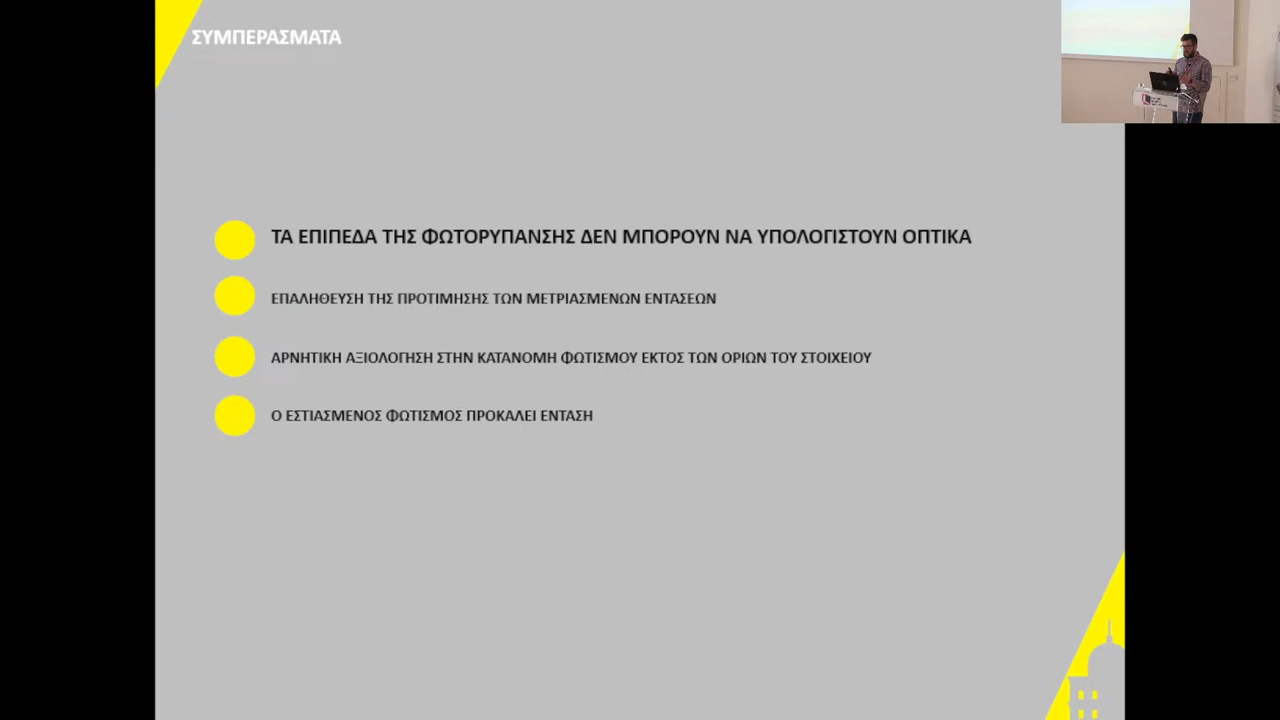 ΣΥΜΠΕΡΑΣΜΑΤΑ
ΤΑ ΕΠΙΠΕΔΑ ΤΗΣ ΦΩΤΟΡΥΠΑΝΣΗΣ ΔΕΝ ΜΠΟΡΟΥΝ ΝΑ ΥΠΟΛΟΓΙΣΤΟΥΝ ΟΠΤΙΚΑ
ΕΠΑΛΗΘΕΥΣΗ ΤΗΣ ΠΡΟΤΙΜΗΣΗΣ ΤΩΝ ΜΕΤΡΙΑΣΜΕΝΩΝ ΕΝΤΑΣΕΩΝ
ΑΡΝΗΤΙΚΗ ΑΞΙΟΛΟΓΗΣΗ ΣΤΗΝ ΚΑΤΑΝΟΜΗ ΦΩΤΙΣΜΟΥ ΕΚΤΟΣ ΤΩΝ ΟΡΙΩΝ ΤΟΥ ΣΤΟΙΧΕΙΟΥ
Ο ΕΣΤΙΑΣΜΕΝΟΣ ΦΩΤΙΣΜΟΣ ΠΡΟΚΑΛΕΙ ΕΝΤΑΣΗ